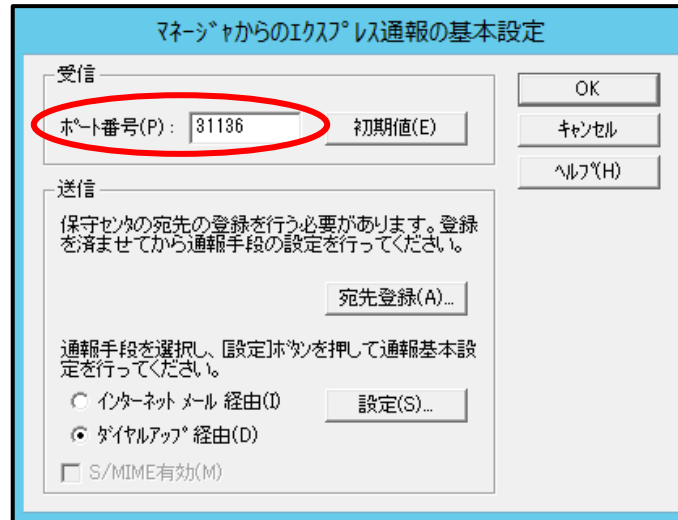 マネージャからのエクスプレス通報の基本設定
受信
ポート番号(P): 31136 初期値(E)
OK
キャンセル
ヘルプ(H)
送信
保守センタの宛先の登録を行う必要があります。登録
を済ませてから通報手段の設定を行ってください。
宛先登録(A)...
通報手段を選択し、[設定]ボタンを押して通報基本設
定を行ってください。
インターネット メール 経由(I)
設定(S)...
ダイヤルアップ 経由(D)
S/MIME有効(M)